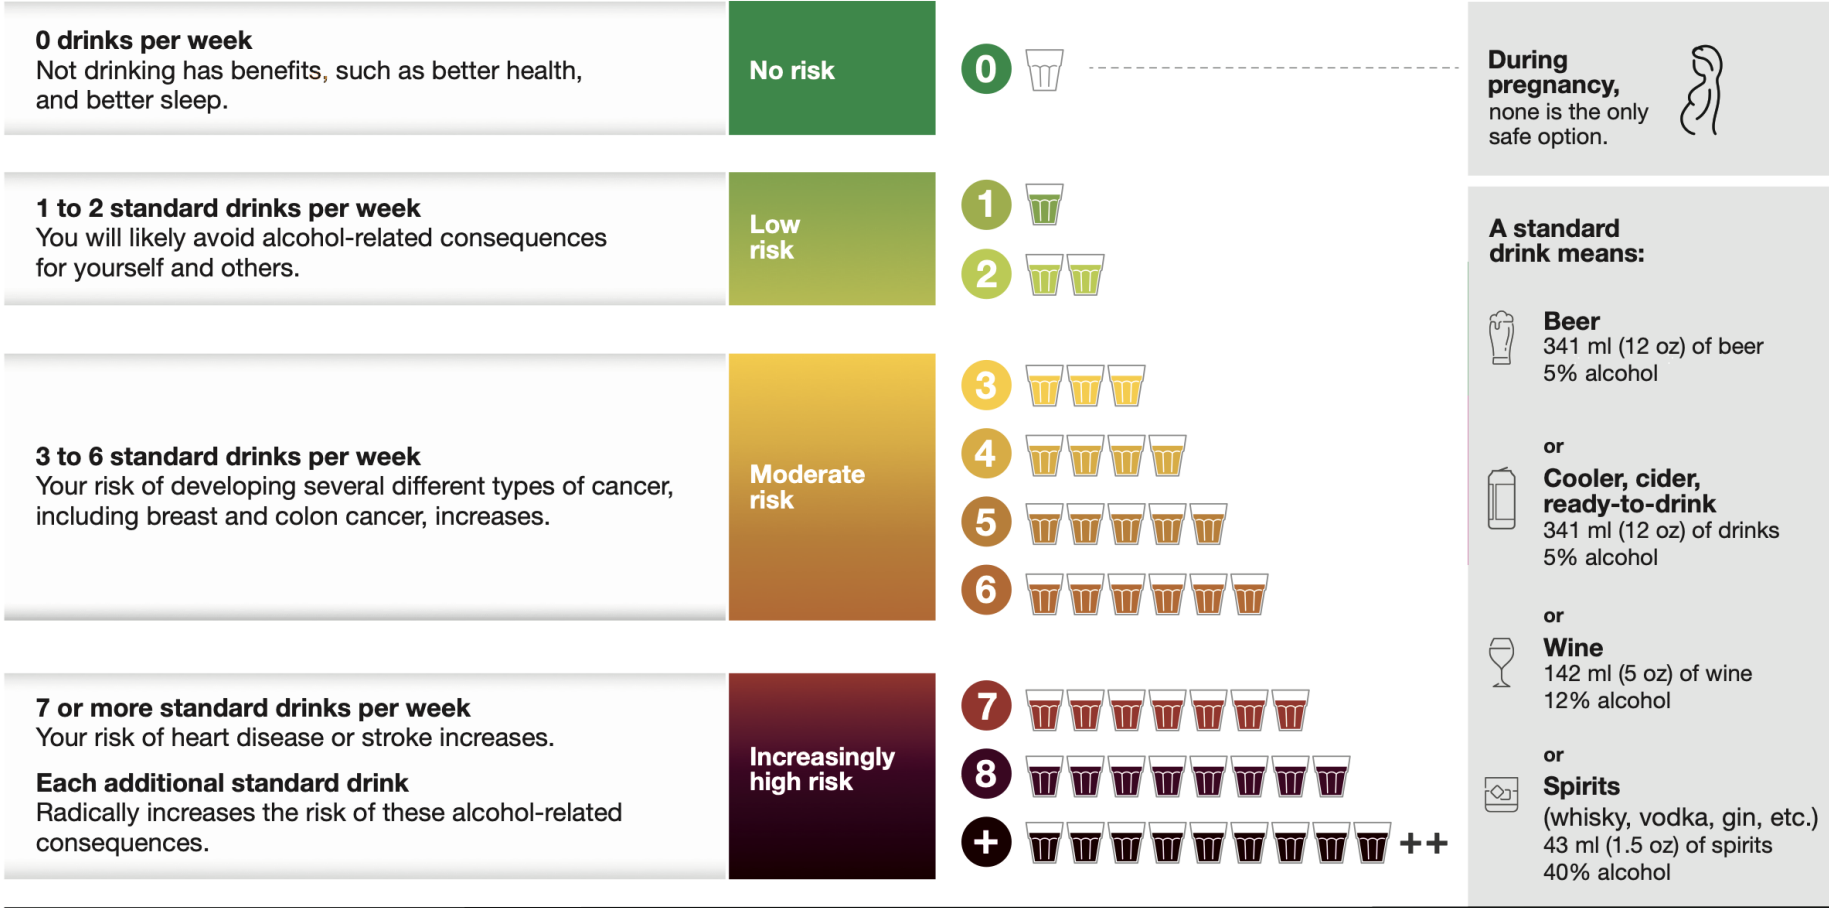 0 drinks per week
Not drinking has benefits, such as better health,
and better sleep.
No risk
0
During
pregnancy,
none is the only
safe option.
1 to 2 standard drinks per week
You will likely avoid alcohol-related consequences
for yourself and others.
Low
risk
1
2
3 to 6 standard drinks per week
Your risk of developing several different types of cancer,
including breast and colon cancer, increases.
Moderate
risk
3
4
5
6
7 or more standard drinks per week
Your risk of heart disease or stroke increases.
Each additional standard drink
Radically increases the risk of these alcohol-related
consequences.
Increasingly
high risk
7
8
+
++
A standard
drink means:
Beer
341 ml (12 oz) of beer
5% alcohol
or
Cooler, cider,
ready-to-drink
341 ml (12 oz) of drinks
5% alcohol
or
Wine
142 ml (5 oz) of wine
12% alcohol
or
Spirits
(whisky, vodka, gin, etc.)
43 ml (1.5 oz) of spirits
40% alcohol